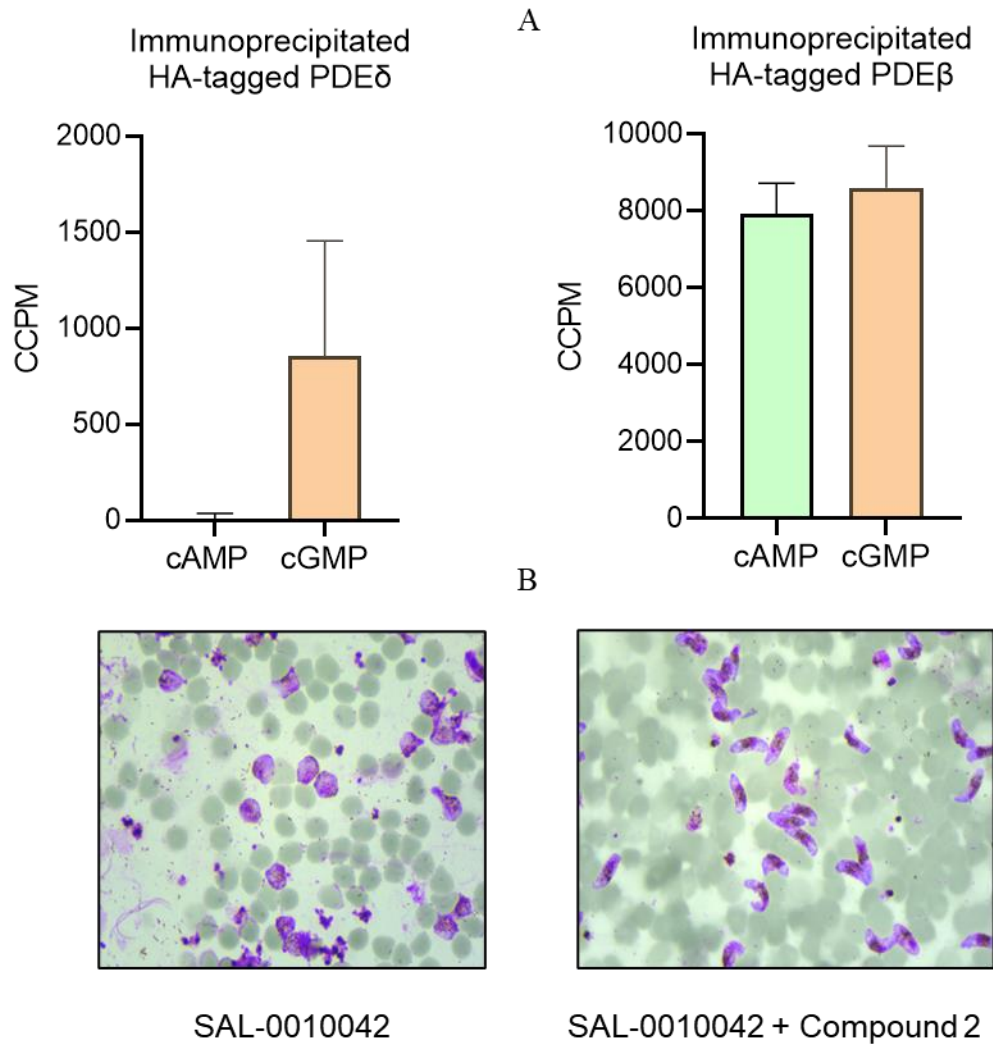 A
Immunoprecipitated
HA-tagged PDEδ
2000
1500
1000
500
0
CCPM
cAMP cGMP
Immunoprecipitated
HA-tagged PDEβ
10000
8000
6000
4000
2000
0
CCPM
cAMP cGMP
B
SAL-0010042
SAL-0010042 + Compound 2